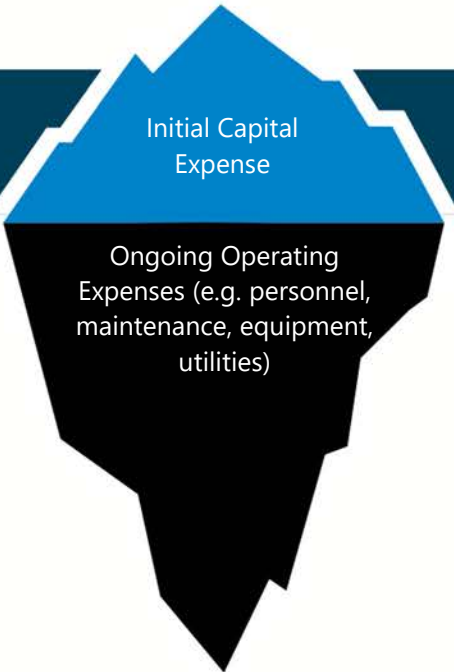 Initial Capital
Expense
Ongoing Operating
Expenses (e.g. personnel,
maintenance, equipment,
utilities)